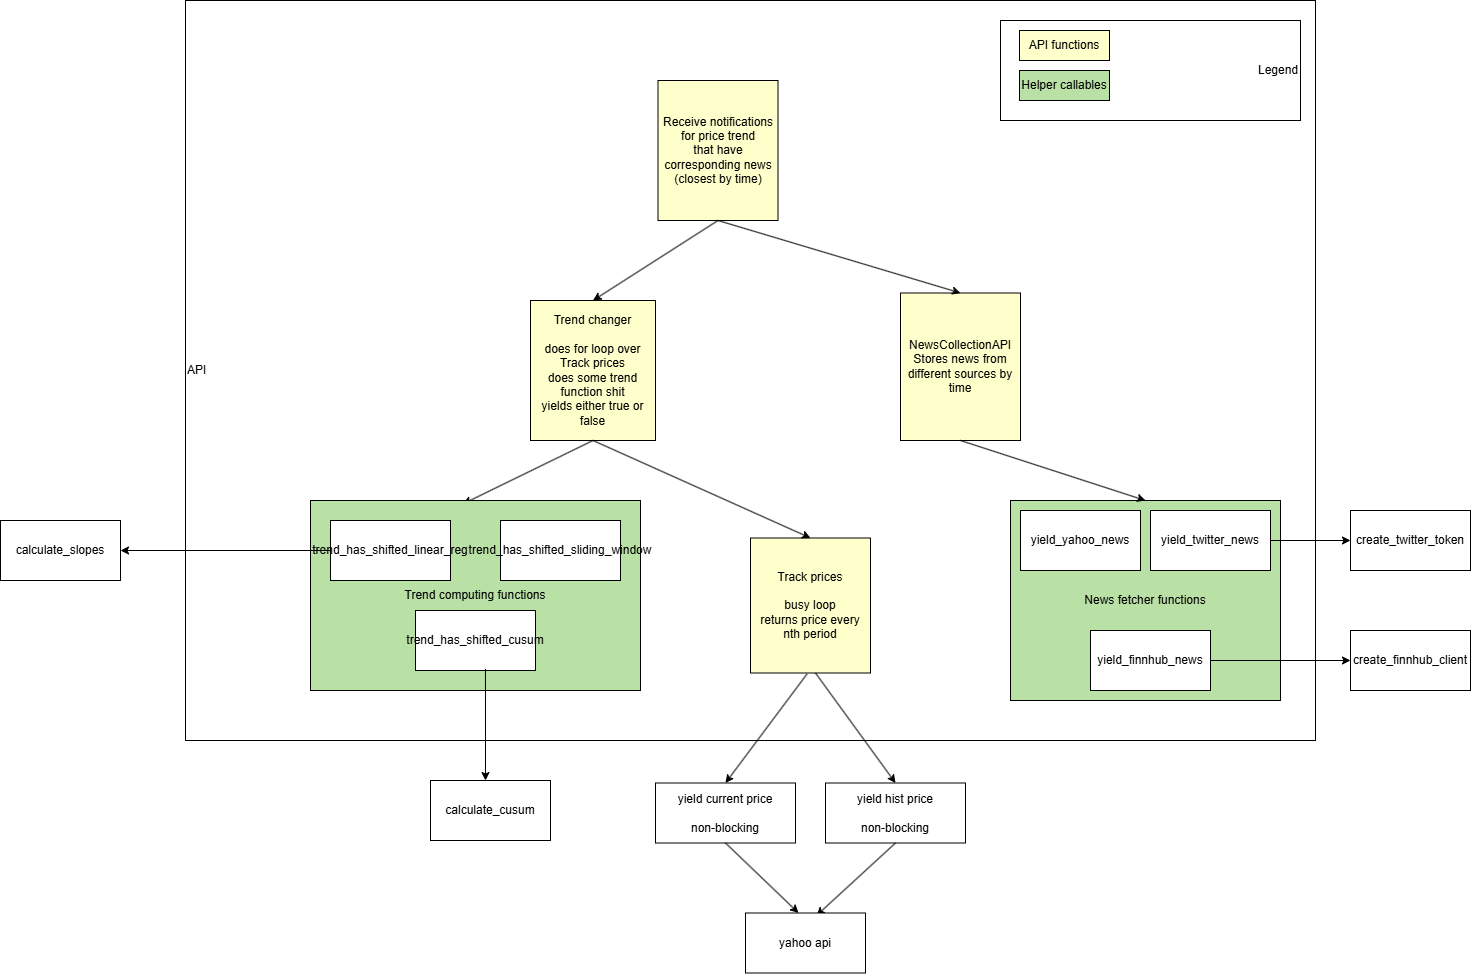 API functions
Legend
Helper callables
Receive notifications
for price trend
that have
corresponding news
(closest by time)
Trend changer
does for loop over
Track prices
does some trend
function shit
yields either true or
false
NewsCollectionAPI
Stores news from
different sources by
time
API
calculate_slopes
trend_has_shifted_linear_reg
trend_has_shifted_sliding_window
Trend computing functions
trend_has_shifted_cusum
Track prices
busy loop
returns price every
nth period
yield_yahoo_news
yield_twitter_news
News fetcher functions
yield_finnhub_news
create_twitter_token
create_finnhub_client
calculate_cusum
yield current price
non-blocking
yield hist price
non-blocking
yahoo api